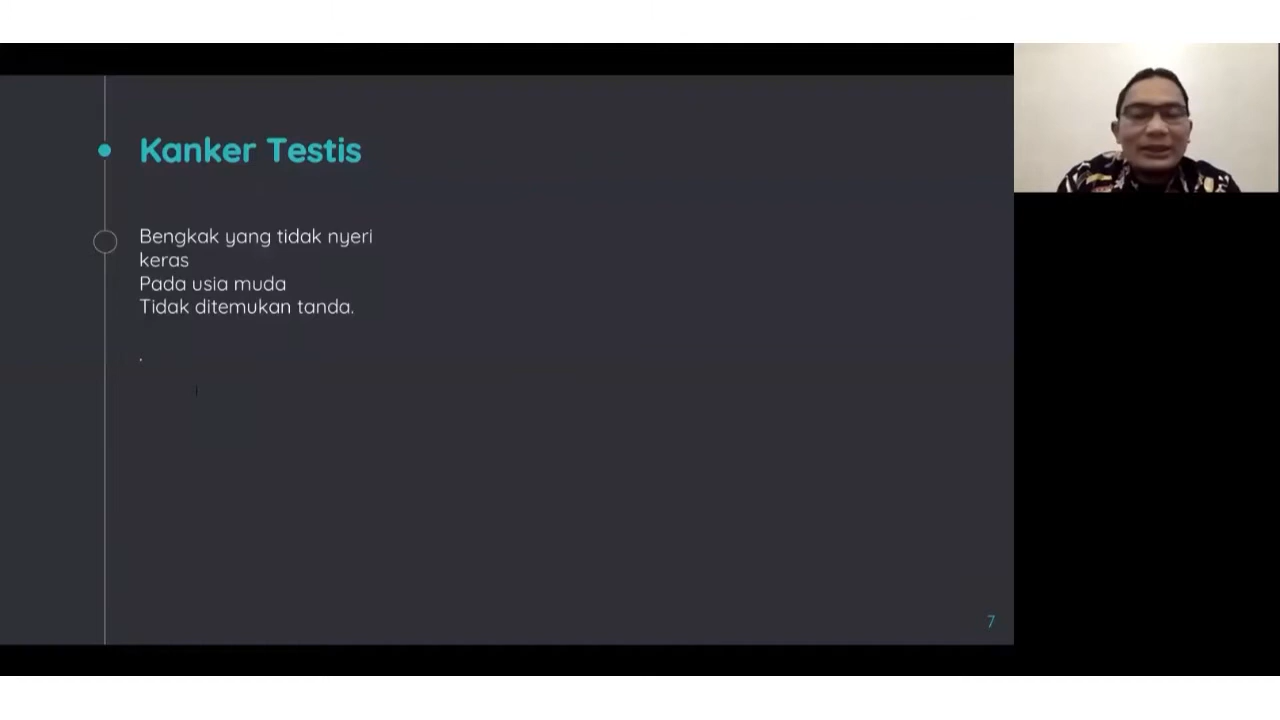 Kanker Testis
Bengkak yang tidak nyeri
keras
Pada usia muda
Tidak ditemukan tanda.
.
7